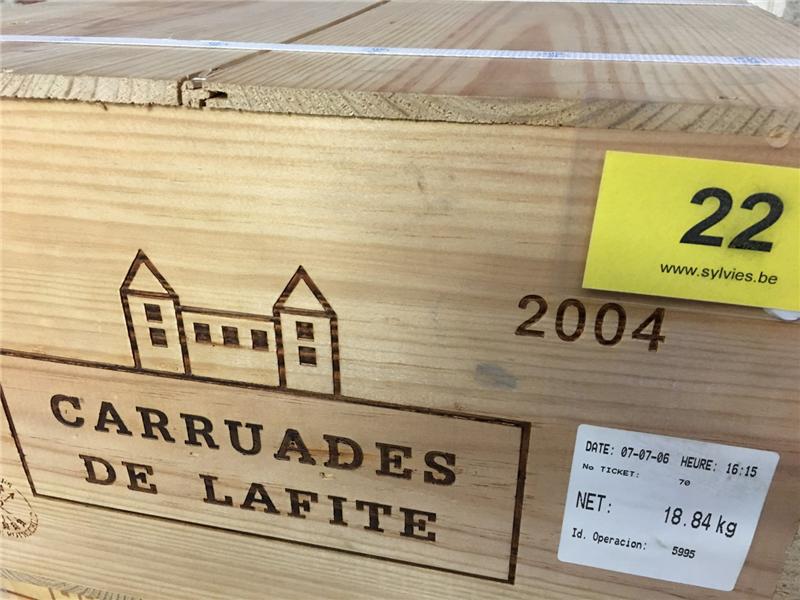 22
www.sylvies.be
2004
CARRUADES
DE LAFITE
DATE: 07-07-06 HEURE: 16:15
No TICKET: 70
NET: 18.84 kg
Id. Operacion: 5995